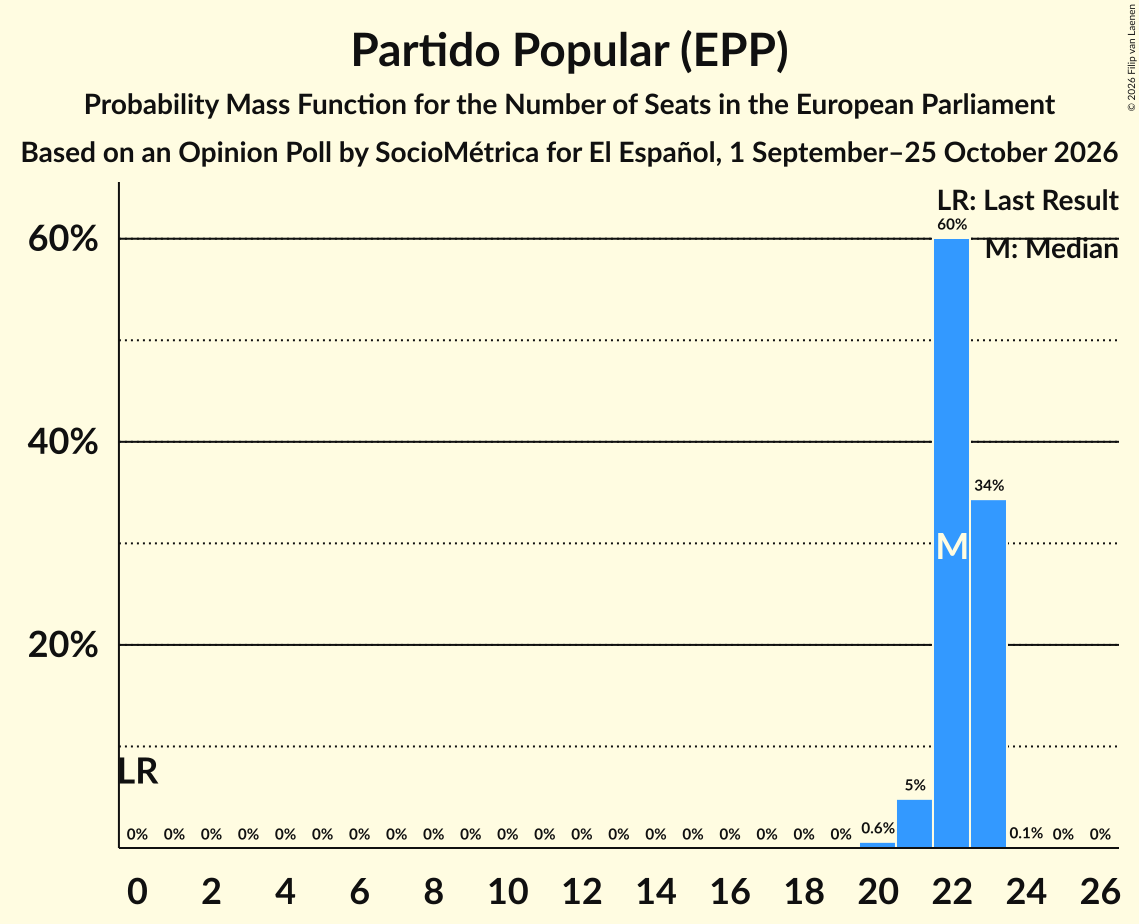 Partido Popular (EPP)
Probability Mass Function for the Number of Seats in the European Parliament
Based on an Opinion Poll by SocioMétrica for El Español, 1 September–25 October 2026
© 2026 Filip van Laenen
LR: Last Result
M: Median
60%
40%
20%
60%
34%
M
LR
5%
0% 0% 0% 0% 0% 0% 0% 0% 0% 0% 0% 0% 0% 0% 0% 0% 0% 0% 0% 0% 0.6% 0.1% 0% 0%
0 2 4 6 8 10 12 14 16 18 20 22 24 26